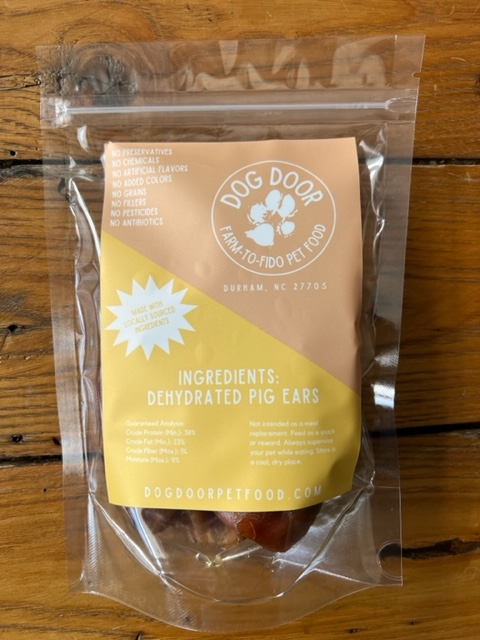 NO PRESERVATIVES
NO CHEMICALS
NO ARTIFICIAL FLAVORS
NO ADDED COLORS
NO GRAINS
NO FILLERS
NO PESTICIDES
NO ANTIBIOTICS
DOG DOOR
FARM-TO-FIDO PET FOOD
DURHAM, NC 27705
MADE WITH
LOCALLY SOURCED
INGREDIENTS
INGREDIENTS:
DEHYDRATED PIG EARS
Guaranteed Analysis:
Crude Protein (Min.): 38%
Crude Fat (Min.): 23%
Crude Fiber (Max.): 1%
Moisture (Max.): 9%
Not intended as a meal
replacement. Feed as a snack
or reward. Always supervise
your pet while eating. Store in
a cool, dry place.
DOGDOORPETFOOD.COM